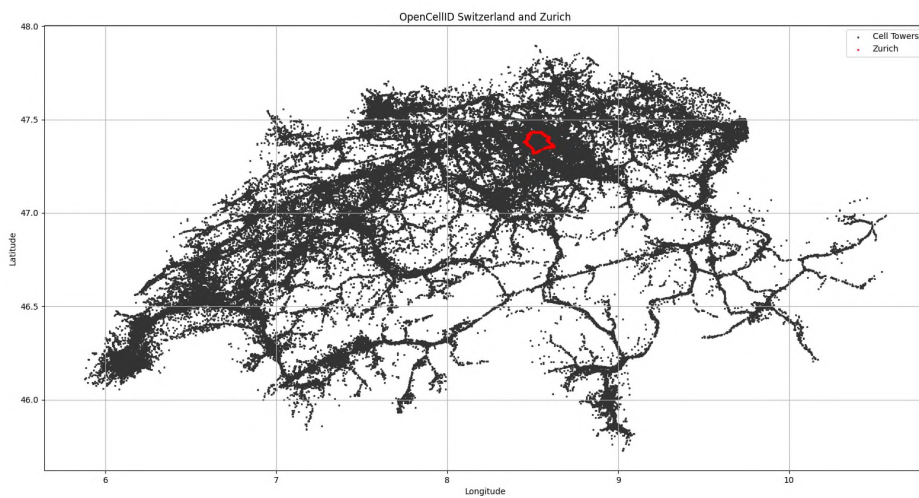 OpenCellID Switzerland and Zurich
Cell Towers
Zurich
48.0
47.5
47.0
46.5
46.0
Latitude
6
7
8
9
10
Longitude